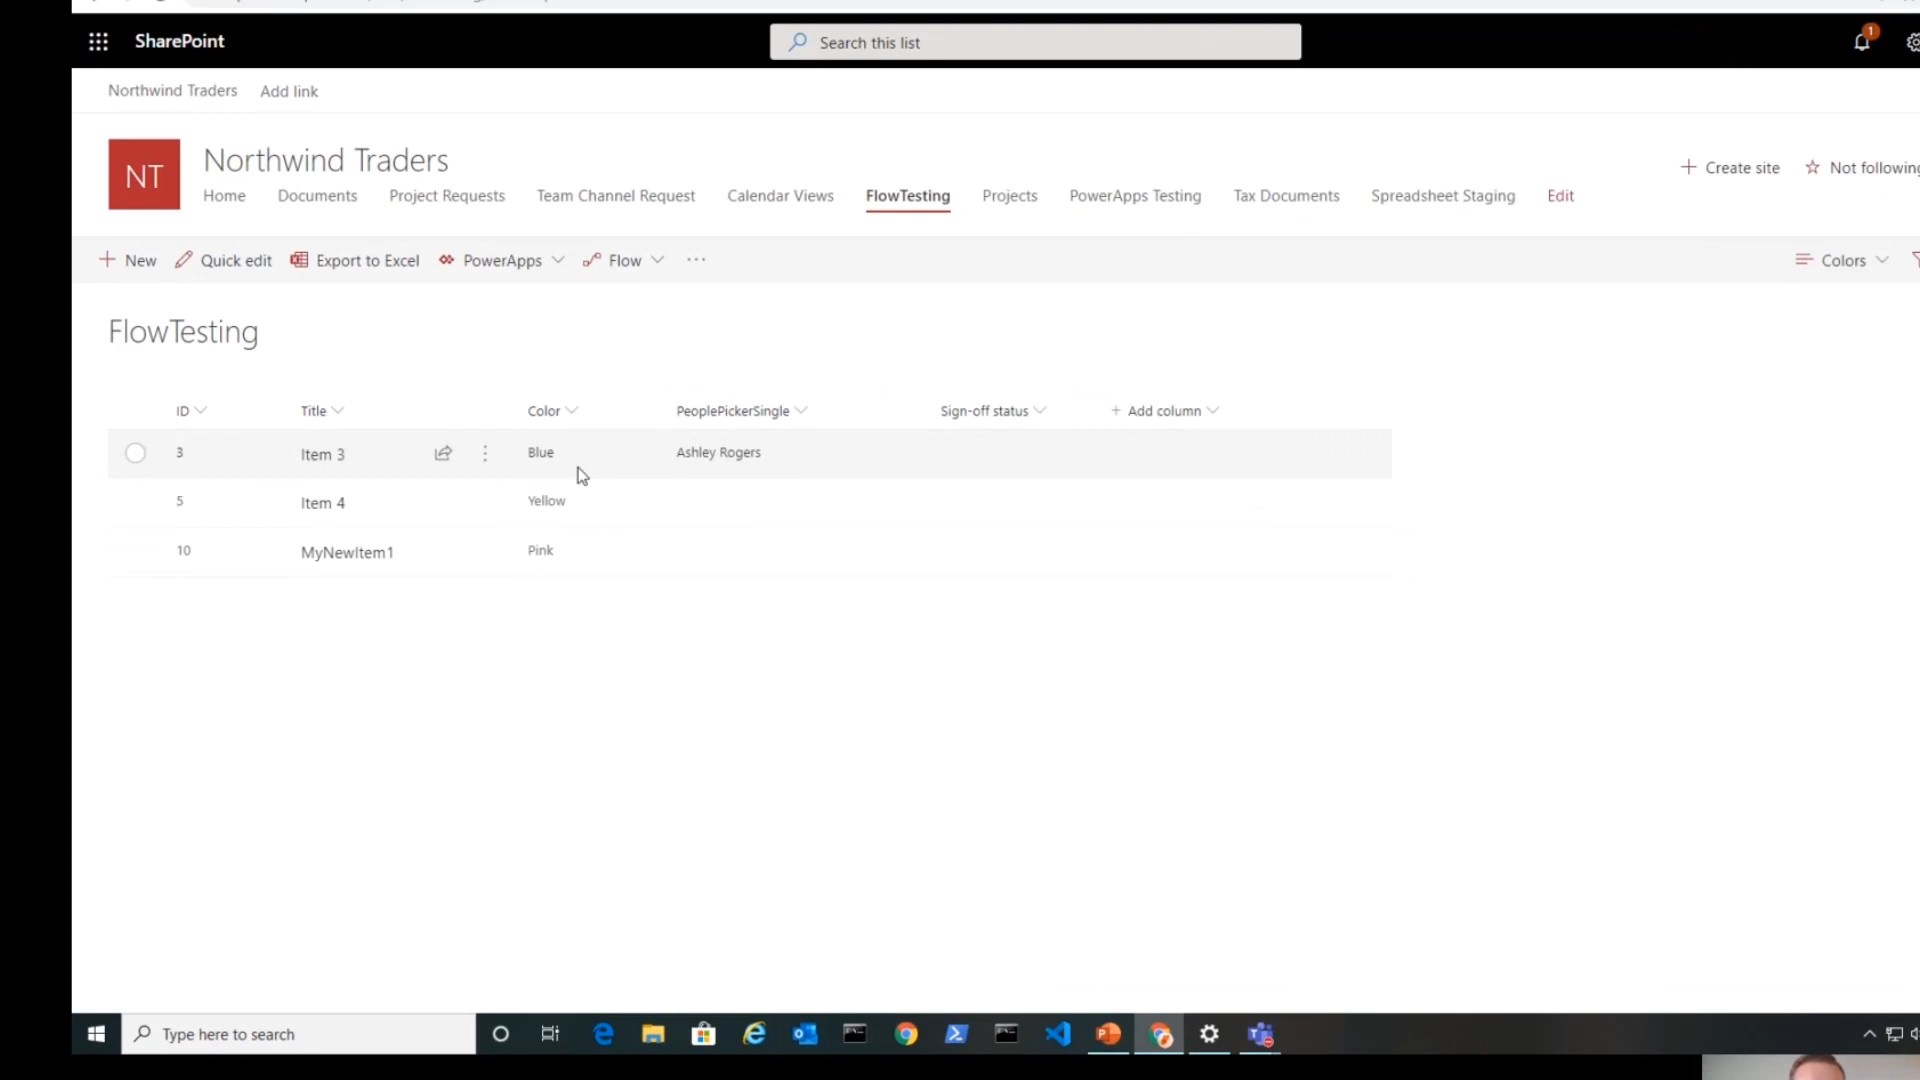 SharePoint
Search this list
1
Northwind Traders Add link
NT
Northwind Traders
Create site Not following
Home Documents Project Requests Team Channel Request Calendar Views FlowTesting Projects PowerApps Testing Tax Documents Spreadsheet Staging Edit
New Quick edit Export to Excel PowerApps Flow ... Colors
FlowTesting
ID Title Color PeoplePickerSingle Sign-off status + Add column
3 Item 3 Blue Ashley Rogers
5 Item 4 Yellow
10 MyNewItem1 Pink
Type here to search